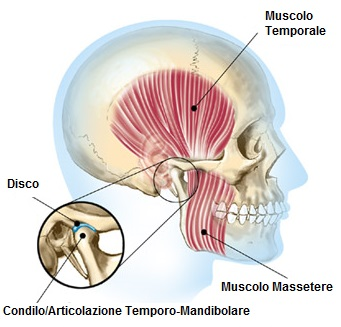 Muscolo
Temporale
Disco
Muscolo Massetere
Condilo/Articolazione Temporo-Mandibolare